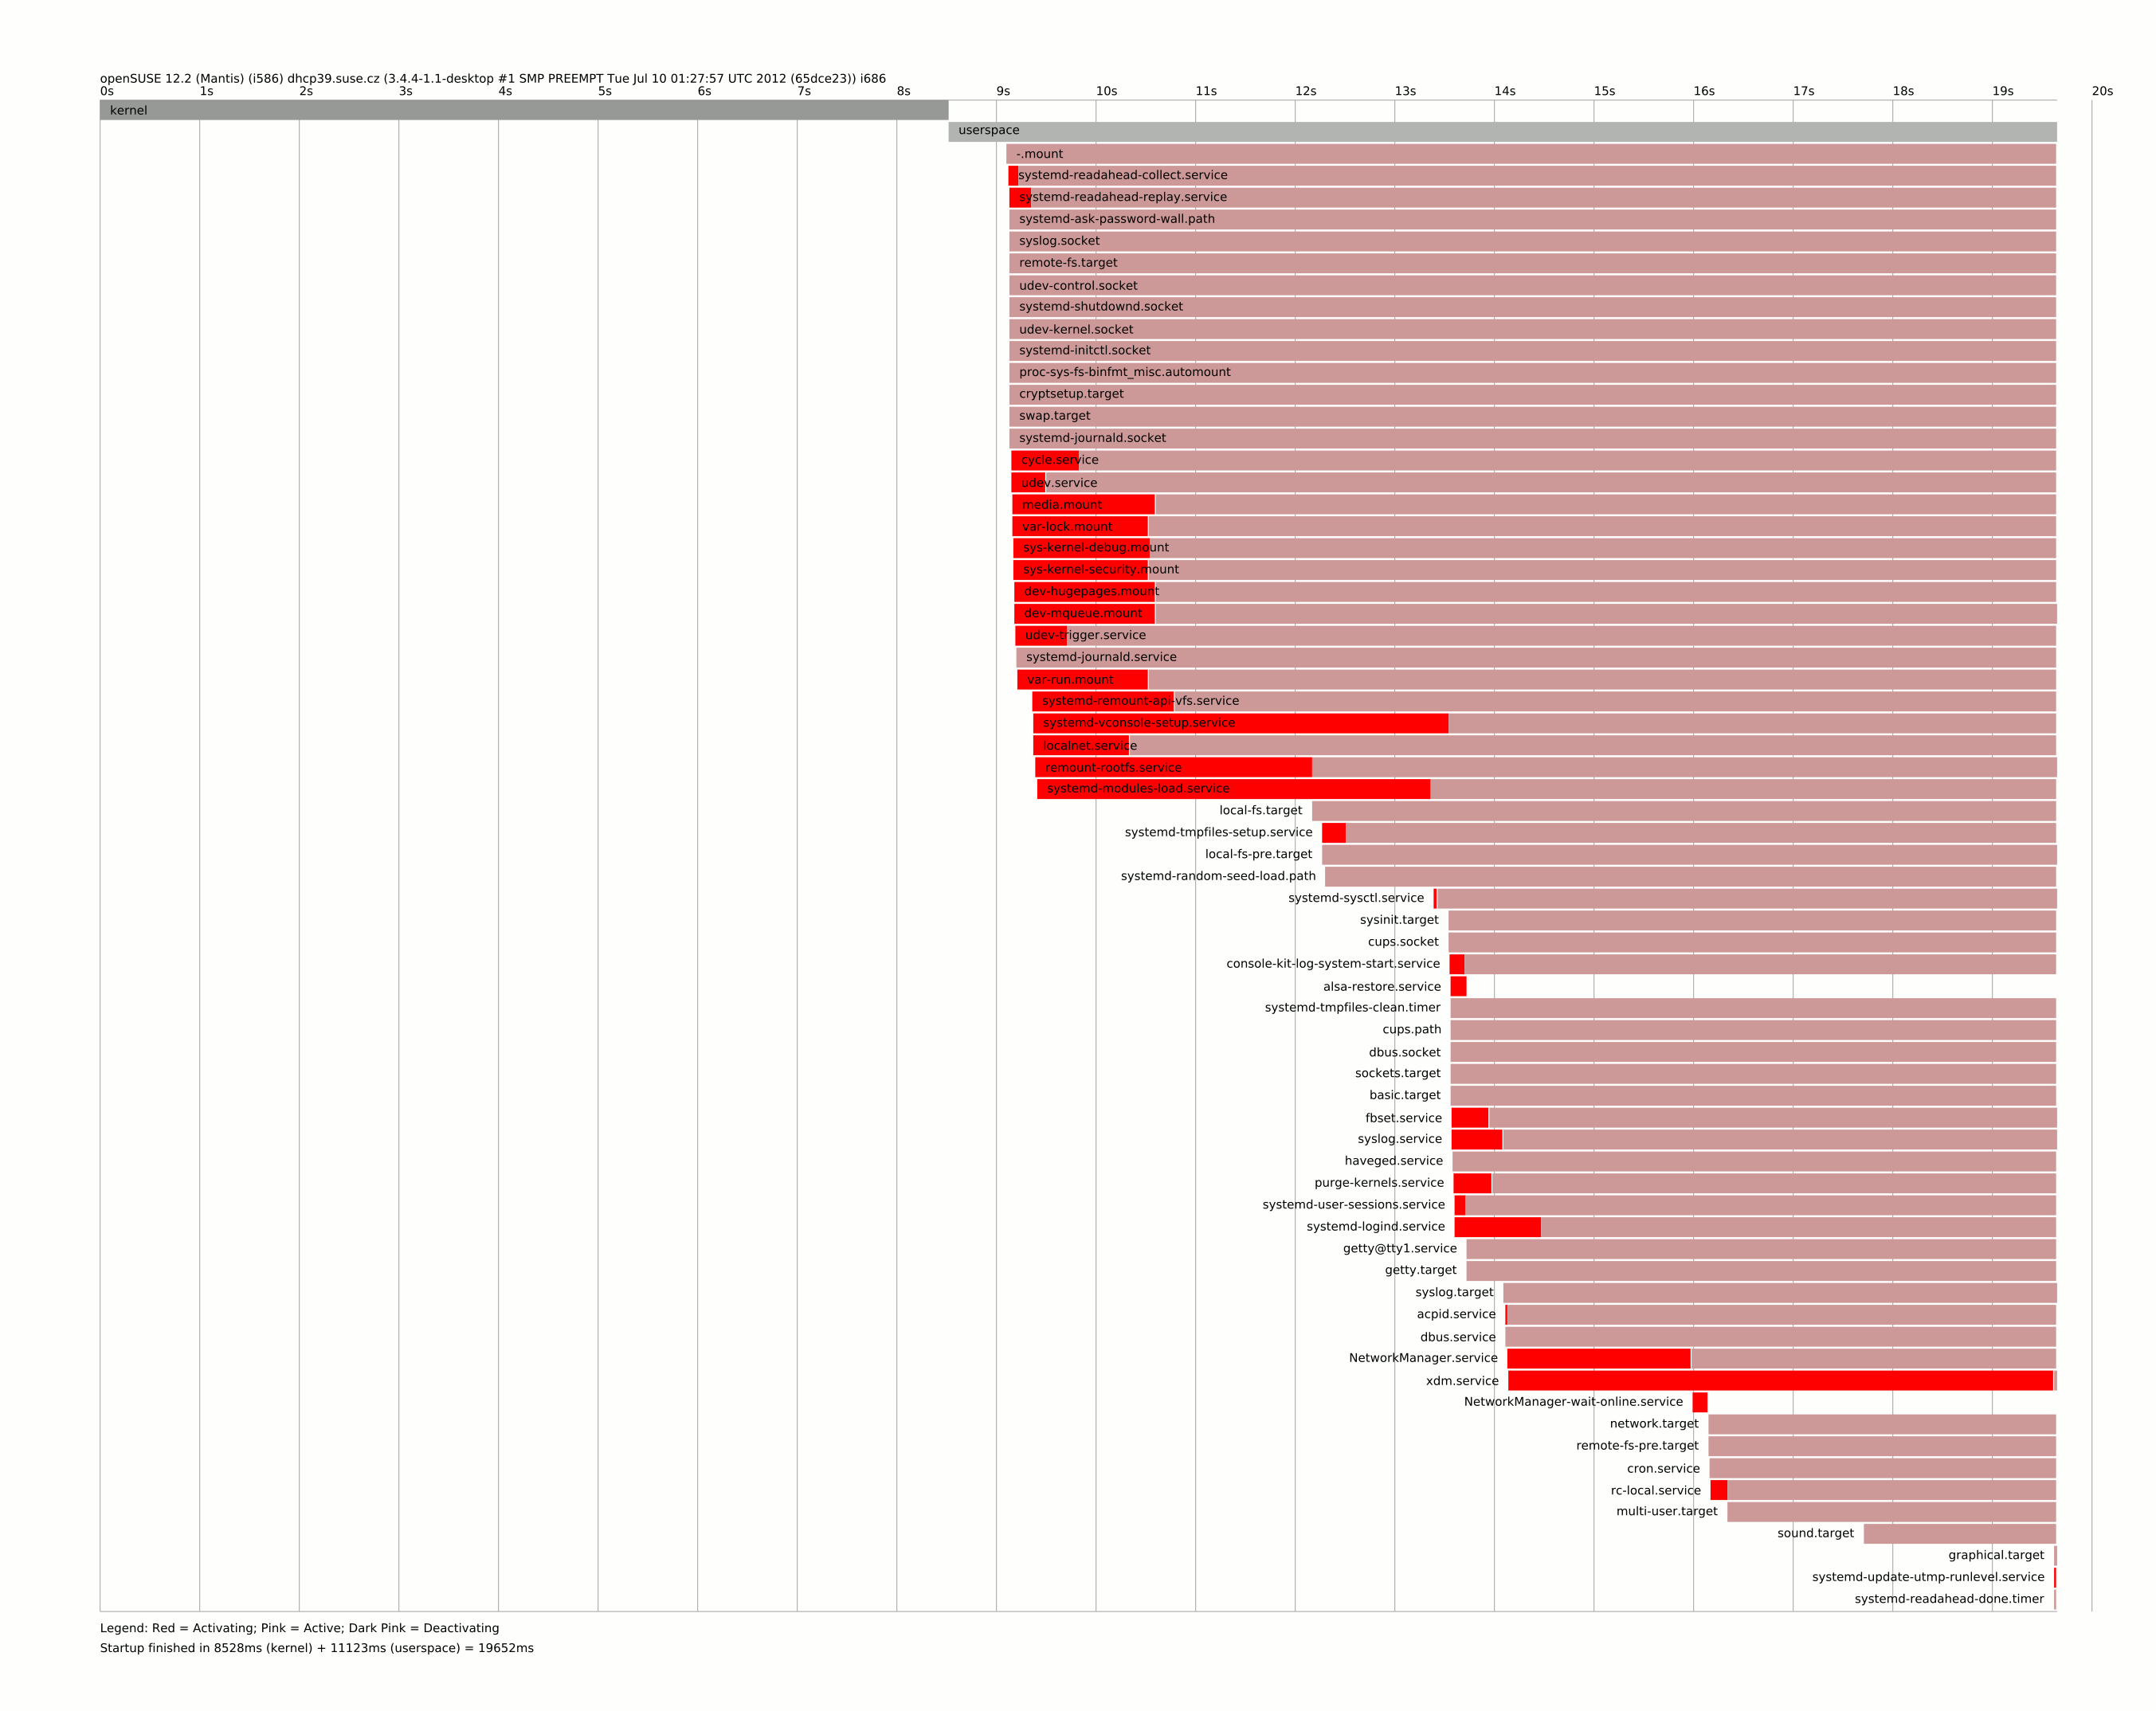 openSUSE 12.2 (Mantis) (i586) dhcp39.suse.cz (3.4.4-1.1-desktop #1 SMP PREEMPT Tue Jul 10 01:27:57 UTC 2012 (65dce23)) i686
0s 1s 2s 3s 4s 5s 6s 7s 8s 9s 10s 11s 12s 13s 14s 15s 16s 17s 18s 19s 20s
kernel
userspace
-.mount
systemd-readahead-collect.service
systemd-readahead-replay.service
systemd-ask-password-wall.path
syslog.socket
remote-fs.target
udev-control.socket
systemd-shutdownd.socket
udev-kernel.socket
systemd-initctl.socket
proc-sys-fs-binfmt_misc.automount
cryptsetup.target
swap.target
systemd-journald.socket
cycle.service
udev.service
media.mount
var-lock.mount
sys-kernel-debug.mount
sys-kernel-security.mount
dev-hugepages.mount
dev-mqueue.mount
udev-trigger.service
systemd-journald.service
var-run.mount
systemd-remount-api-vfs.service
systemd-vconsole-setup.service
localnet.service
remount-rootfs.service
systemd-modules-load.service
local-fs.target
systemd-tmpfiles-setup.service
local-fs-pre.target
systemd-random-seed-load.path
systemd-sysctl.service
sysinit.target
cups.socket
console-kit-log-system-start.service
alsa-restore.service
systemd-tmpfiles-clean.timer
cups.path
dbus.socket
sockets.target
basic.target
fbset.service
syslog.service
haveged.service
purge-kernels.service
systemd-user-sessions.service
systemd-logind.service
getty@tty1.service
getty.target
syslog.target
acpid.service
dbus.service
NetworkManager.service
xdm.service
NetworkManager-wait-online.service
network.target
remote-fs-pre.target
cron.service
rc-local.service
multi-user.target
sound.target
graphical.target
systemd-update-utmp-runlevel.service
systemd-readahead-done.timer
Legend: Red = Activating; Pink = Active; Dark Pink = Deactivating
Startup finished in 8528ms (kernel) + 11123ms (userspace) = 19652ms